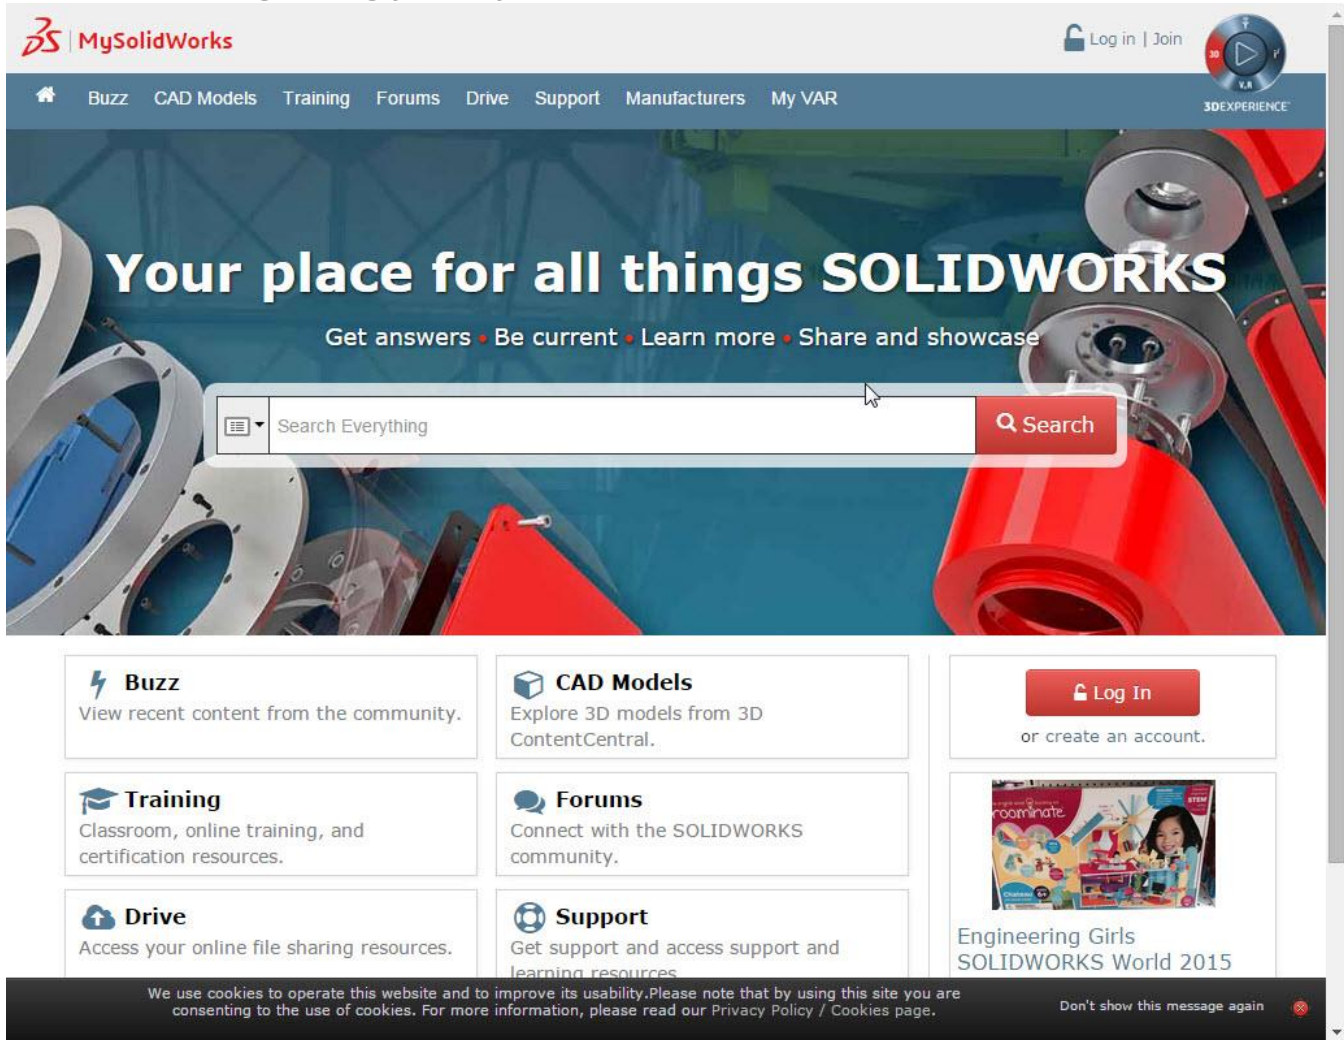 MySolidWorks
Log in | Join
3D
V,R
3DEXPERIENCE
Buzz CAD Models Training Forums Drive Support Manufacturers My VAR
Your place for all things SOLIDWORKS
Get answers • Be current • Learn more • Share and showcase
Search Everything
Search
Buzz
View recent content from the community.
CAD Models
Explore 3D models from 3D
ContentCentral.
Log In
or create an account.
Training
Classroom, online training, and
certification resources.
Forums
Connect with the SOLIDWORKS
community.
roominate
STEM
Chateau
Drive
Access your online file sharing resources.
Support
Get support and access support and
learning resources
Engineering Girls
SOLIDWORKS World 2015
We use cookies to operate this website and to improve its usability.Please note that by using this site you are
consenting to the use of cookies. For more information, please read our Privacy Policy / Cookies page.
Don't show this message again